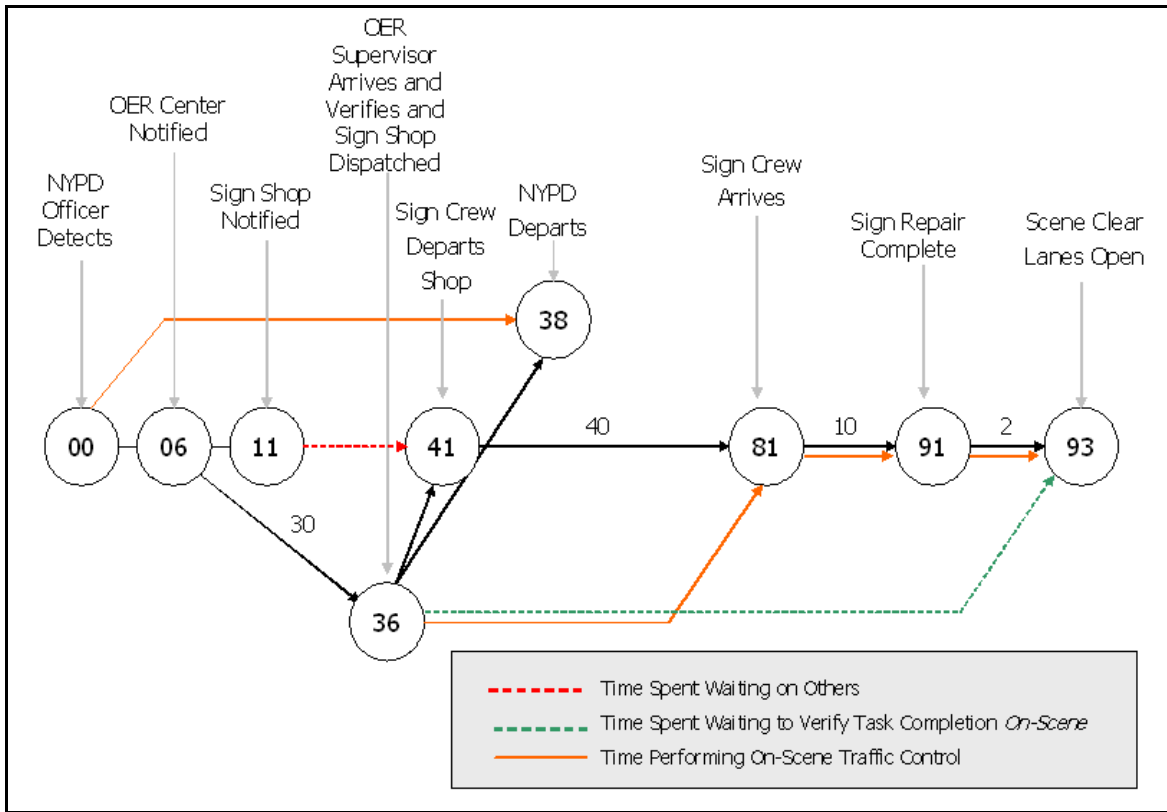 OER
Supervisor
Arrives and
Verifies and
Sign Shop
Dispatched
OER Center
Notified
NYPD
Officer
Detects
Sign Shop
Notified
Sign Crew
Departs
Shop
NYPD
Departs
Sign Crew
Arrives
Sign Repair
Complete
Scene Clear
Lanes Open
38
00
06
11
41
40
81
10
91
2
93
30
36
Time Spent Waiting on Others
Time Spent Waiting to Verify Task Completion On-Scene
Time Performing On-Scene Traffic Control